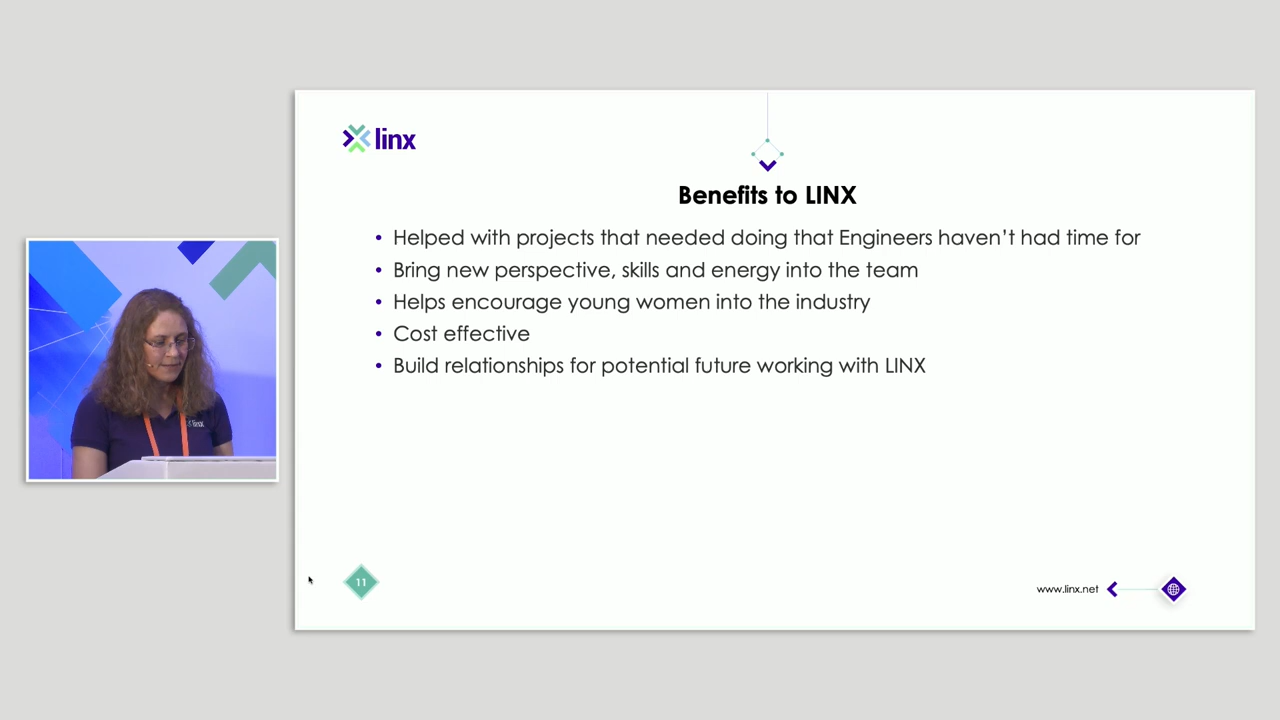 linx
Benefits to LINX
• Helped with projects that needed doing that Engineers haven’t had time for
• Bring new perspective, skills and energy into the team
• Helps encourage young women into the industry
• Cost effective
• Build relationships for potential future working with LINX
linx
11
www.linx.net